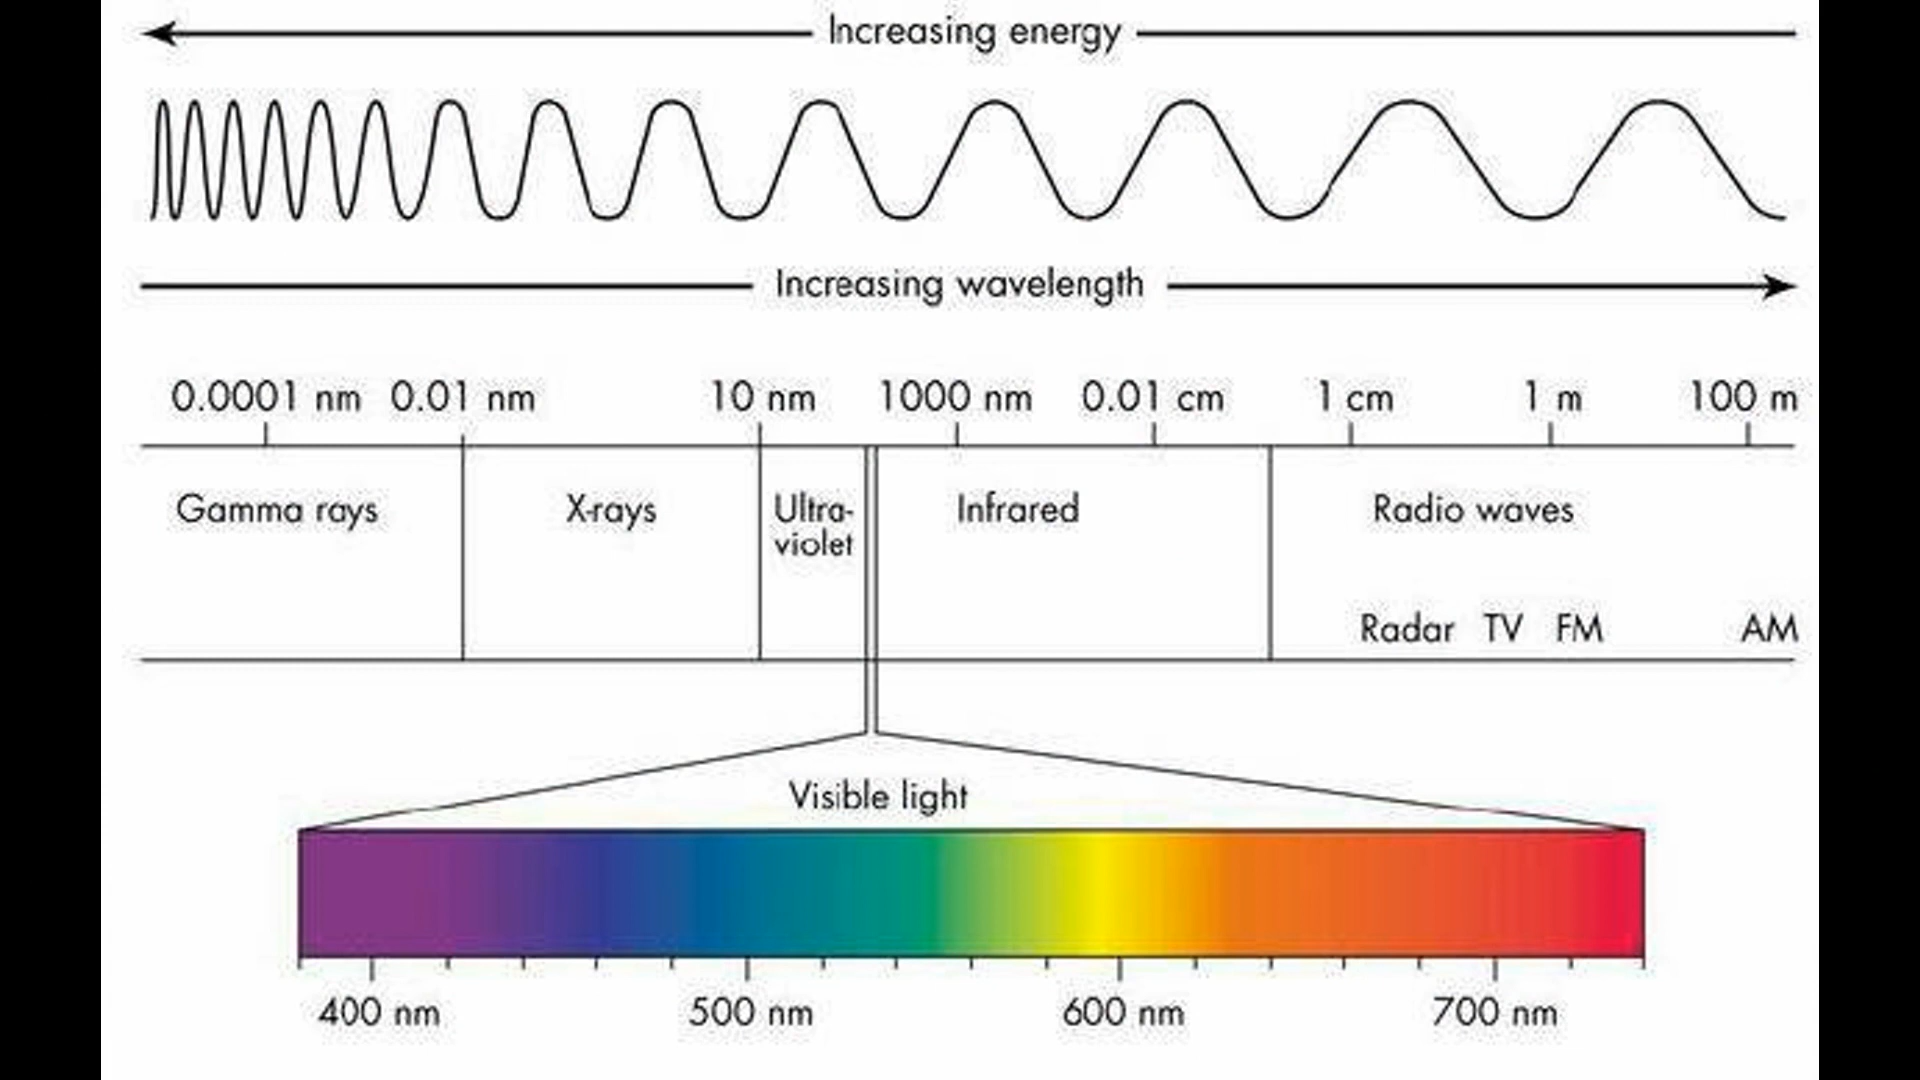 Increasing energy
Increasing wavelength
0.0001 nm 0.01 nm 10 nm 1000 nm 0.01 cm 1 cm 1 m 100 m
Gamma rays X-rays Ultra-
violet Infrared Radio waves
Radar TV FM AM
Visible light
400 nm 500 nm 600 nm 700 nm